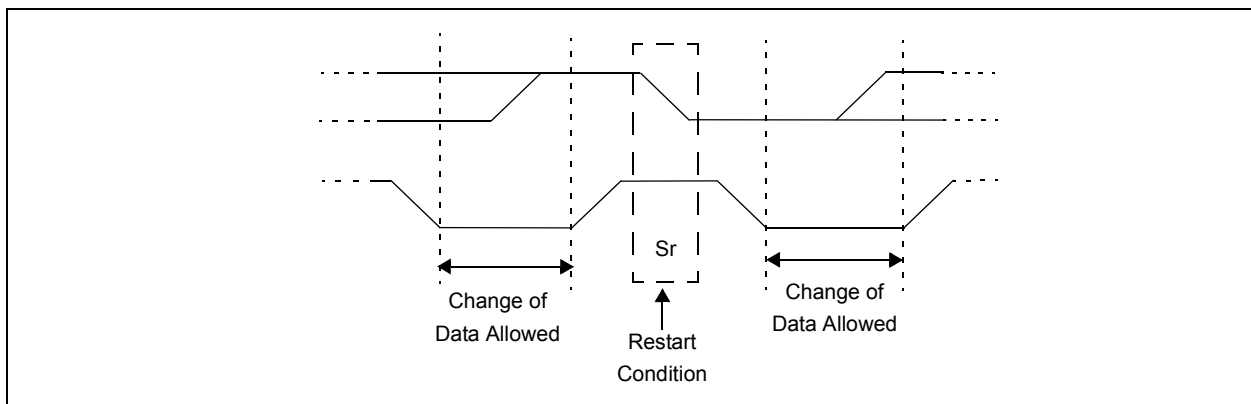 Sr
Change of
Data Allowed
Restart
Condition
Change of
Data Allowed